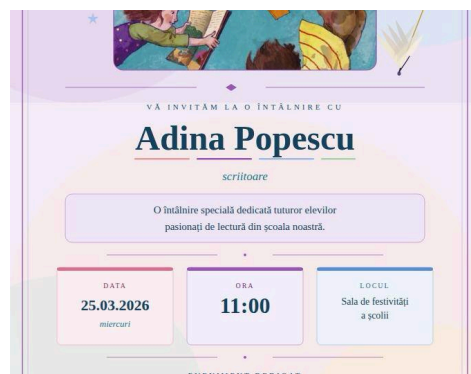 VĂ INVITĂM LA O ÎNTÂLNIRE CU
Adina Popescu
scriitoare
O întâlnire specială dedicată tuturor elevilor
pasionați de lectură din școala noastră.
DATA
25.03.2026
miercuri
ORA
11:00
LOCUL
Sala de festivități
a școlii